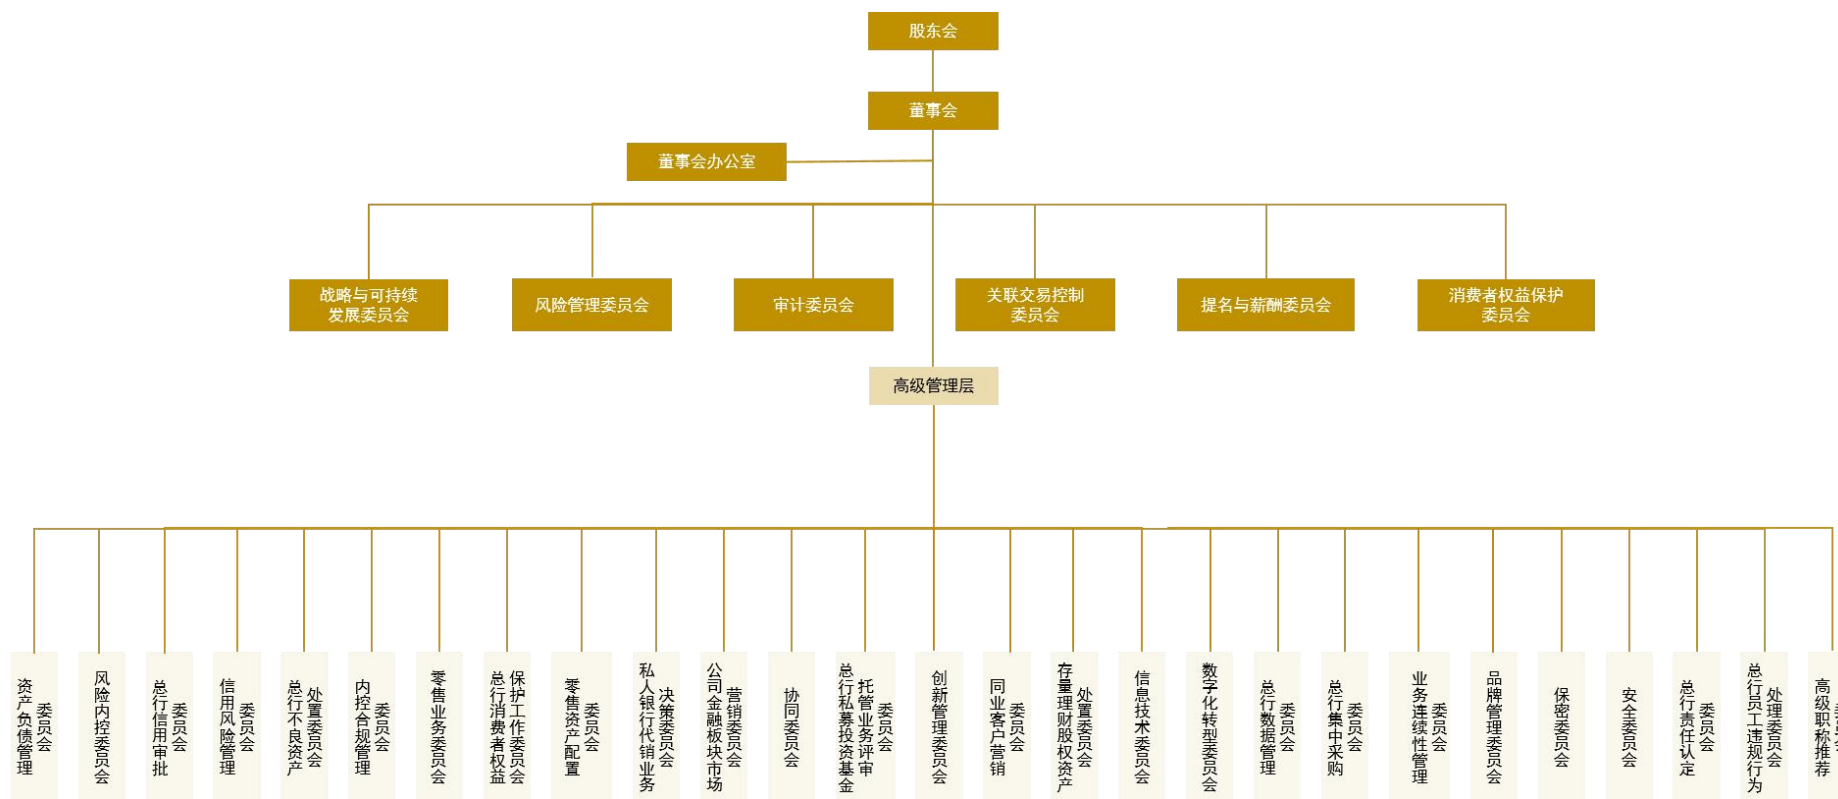 股东会
董事会
董事会办公室
战略与可持续
发展委员会
风险管理委员会
审计委员会
关联交易控制
委员会
提名与薪酬委员会
消费者权益保护
委员会
高级管理层
资产负债管理
委员会
风险内控委员会
总行信用审批
委员会
信用风险管理
委员会
总行不良资产
处置委员会
内控合规管理
委员会
零售业务委员会
总行消费者权益
保护工作委员会
零售资产配置
委员会
私人银行代销业务
决策委员会
公司金融板块市场
营销委员会
协同委员会
总行私募投资基金
托管业务评审
委员会
创新管理委员会
同业客户营销
委员会
存量理财股权资产
处置委员会
信息技术委员会
数字化转型委员会
总行数据管理
委员会
总行集中采购
委员会
业务连续性管理
委员会
品牌管理委员会
保密委员会
安全委员会
总行责任认定
委员会
总行员工违规行为
处理委员会
高级职称推荐
委员会